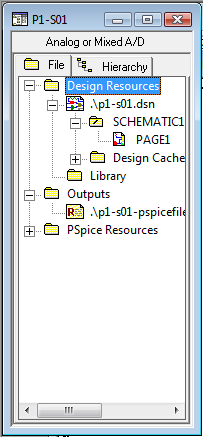 P1-S01
Analog or Mixed A/D
File Hierarchy
Design Resources
.\p1-s01.dsn
SCHEMATIC1
PAGE1
Design Cache
Library
Outputs
.\p1-s01-pspicefile
PSpice Resources